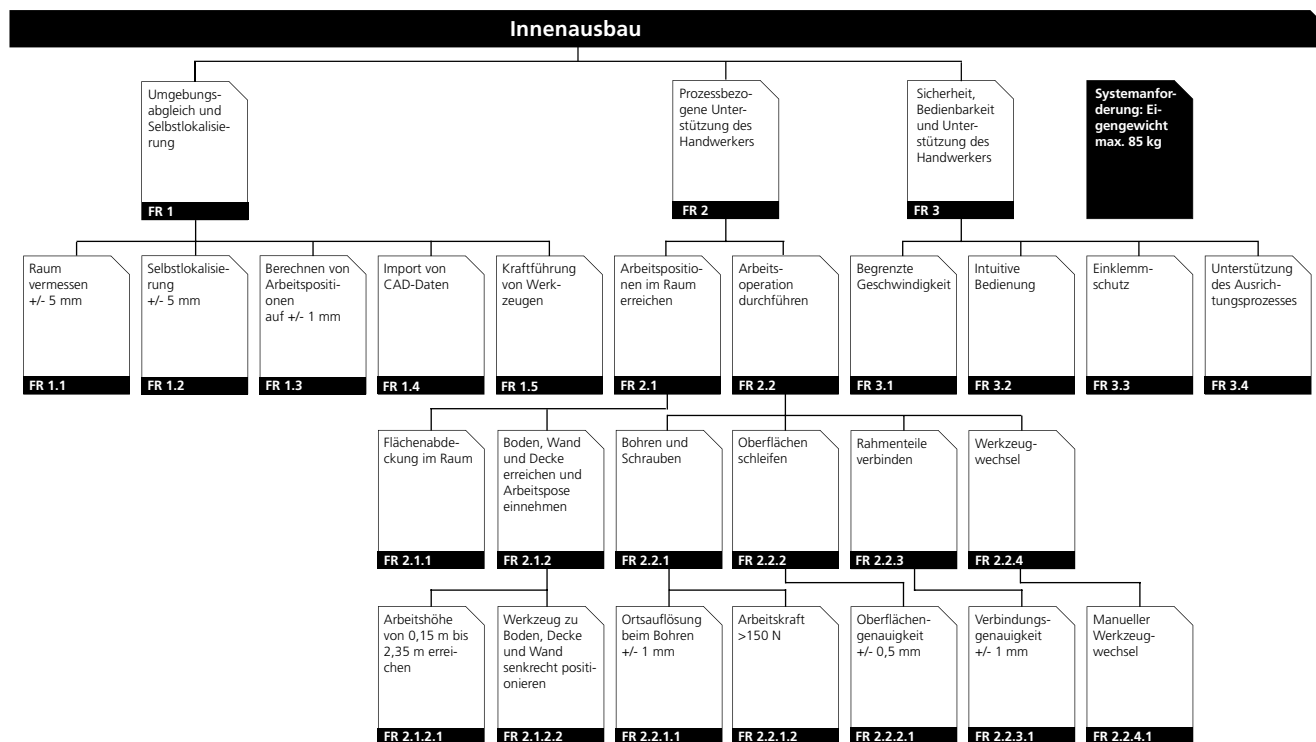 Innenausbau
Umgebungs-
abgleich und
Selbstlokalisie-
rung
FR 1
Prozessbezo-
gene Unter-
stützung des
Handwerkers
FR 2
Sicherheit,
Bedienbarkeit
und Unter-
stützung des
Handwerkers
FR 3
Systemanfor-
derung: Ei-
gengewicht
max. 85 kg
Raum
vermessen
+/- 5 mm
FR 1.1
Selbstlokalisie-
rung
+/- 5 mm
FR 1.2
Berechnen von
Arbeitspositi-
onen
auf +/- 1 mm
FR 1.3
Import von
CAD-Daten
FR 1.4
Kraftführung
von Werk-
zeugen
FR 1.5
Arbeitspositio-
nen im Raum
erreichen
FR 2.1
Arbeits-
operation
durchführen
FR 2.2
Begrenzte
Geschwindigkeit
FR 3.1
Intuitive
Bedienung
FR 3.2
Einklemm-
schutz
FR 3.3
Unterstützung
des Ausrich-
tungsprozesses
FR 3.4
Flächenabde-
ckung im Raum
FR 2.1.1
Boden, Wand
und Decke
erreichen und
Arbeitspose
einnehmen
FR 2.1.2
Bohren und
Schrauben
FR 2.2.1
Oberflächen
schleifen
FR 2.2.2
Rahmenteile
verbinden
FR 2.2.3
Werkzeug-
wechsel
FR 2.2.4
Arbeitshöhe
von 0,15 m bis
2,35 m errei-
chen
FR 2.1.2.1
Werkzeug zu
Boden, Decke
und Wand
senkrecht positi-
onieren
FR 2.1.2.2
Ortsauflösung
beim Bohren
+/- 1 mm
FR 2.2.1.1
Arbeitskraft
>150 N
FR 2.2.1.2
Oberflächen-
genauigkeit
+/- 0,5 mm
FR 2.2.2.1
Verbindungs-
genauigkeit
+/- 1 mm
FR 2.2.3.1
Manueller
Werkzeug-
wechsel
FR 2.2.4.1